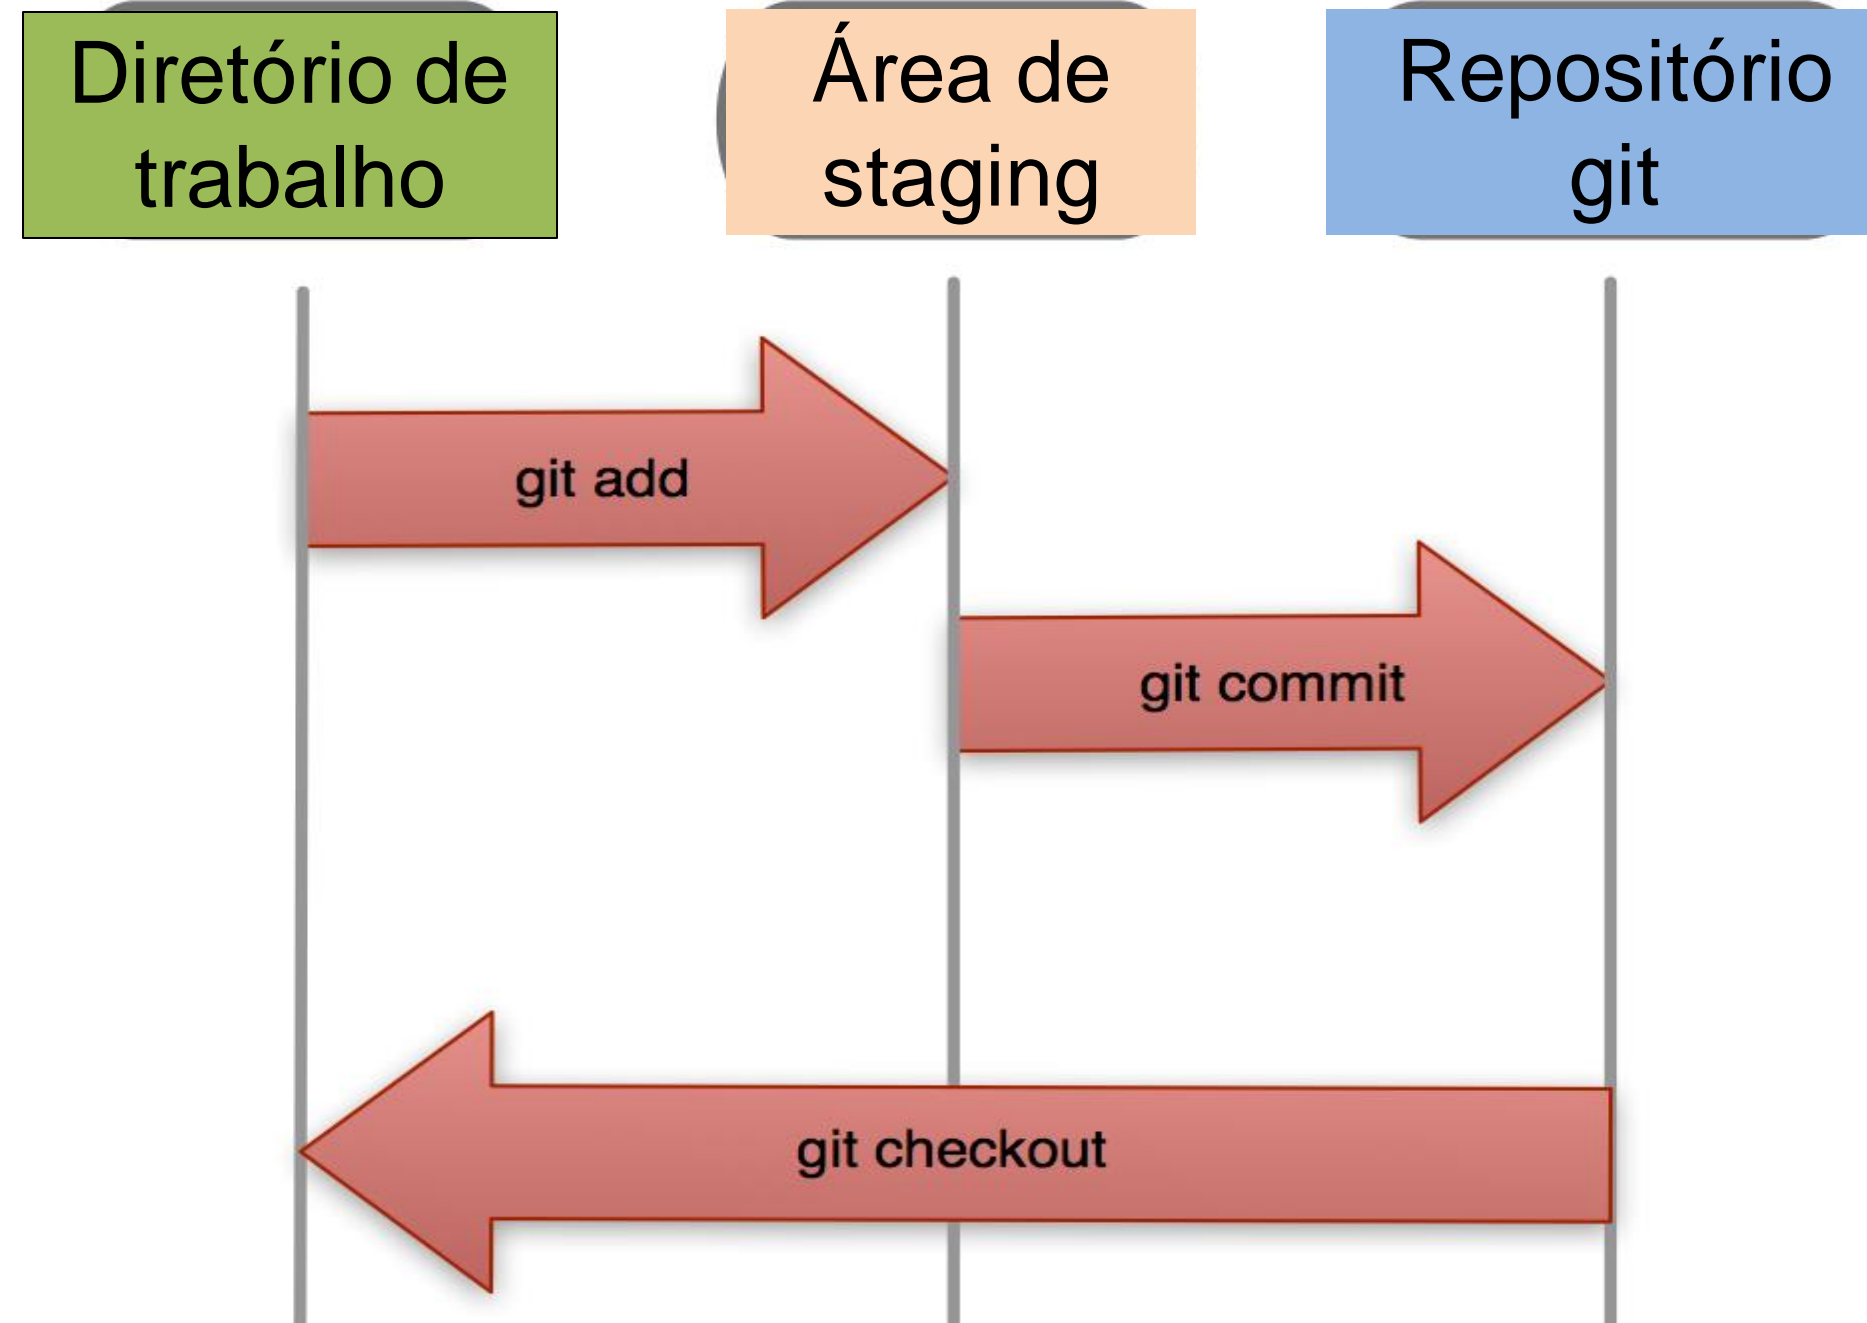 Diretório de
trabalho
Área de
staging
Repositório
git
git add
git commit
git checkout